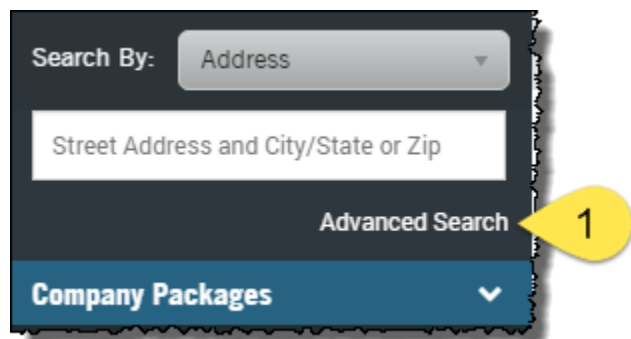 Search By: Address
Street Address and City/State or Zip
Advanced Search 1
Company Packages